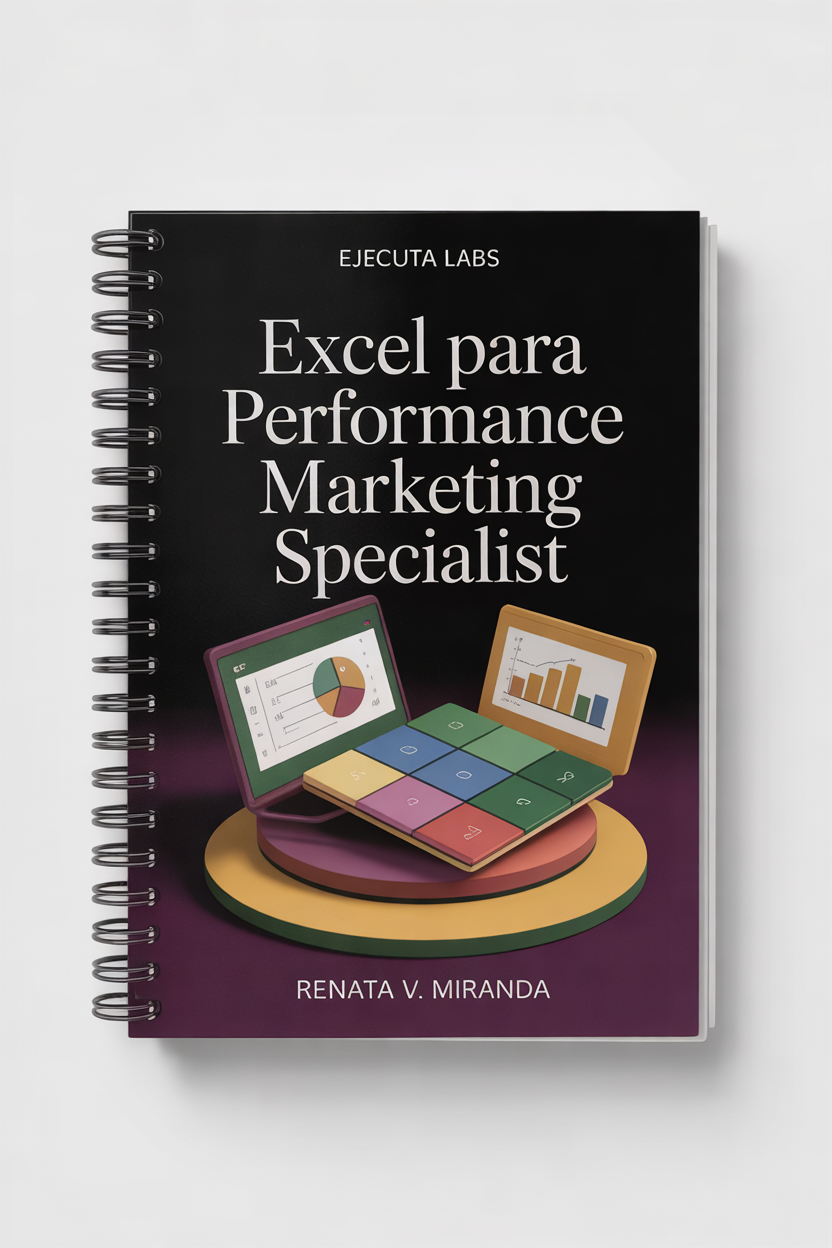 EJECUTA LABS
Excel para
Performance
Marketing
Specialist
RENATA V. MIRANDA